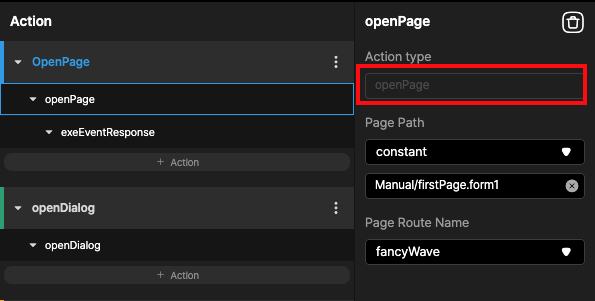 Action
OpenPage
openPage
exeEventResponse
+ Action
openDialog
openDialog
+ Action
openPage
Action type
openPage
Page Path
constant
Manual/firstPage.form1
Page Route Name
fancyWave